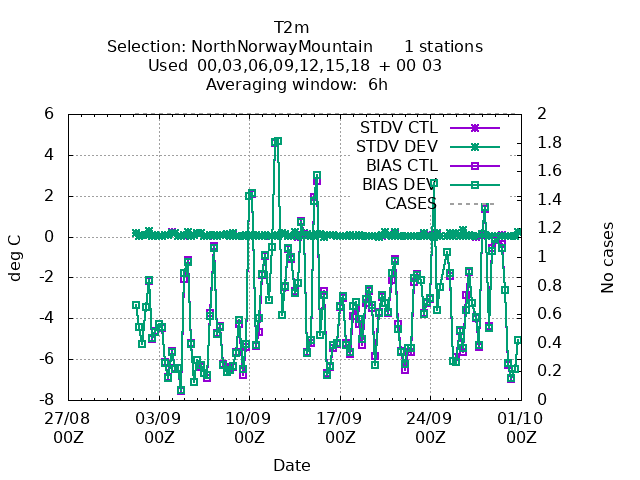 T2m
Selection: NorthNorwayMountain 1 stations
Used 00,03,06,09,12,15,18 + 00 03
Averaging window: 6h
6 2
STDV CTL
1.8
STDV DEV
4
1.6
BIAS CTL
BIAS DEV
2
1.4
CASES
1.2
0
deg C
1
No cases
-2
0.8
-4
0.6
0.4
-6
0.2
-8 0
27/08 03/09 10/09 17/09 24/09 01/10
00Z 00Z 00Z 00Z 00Z 00Z
Date